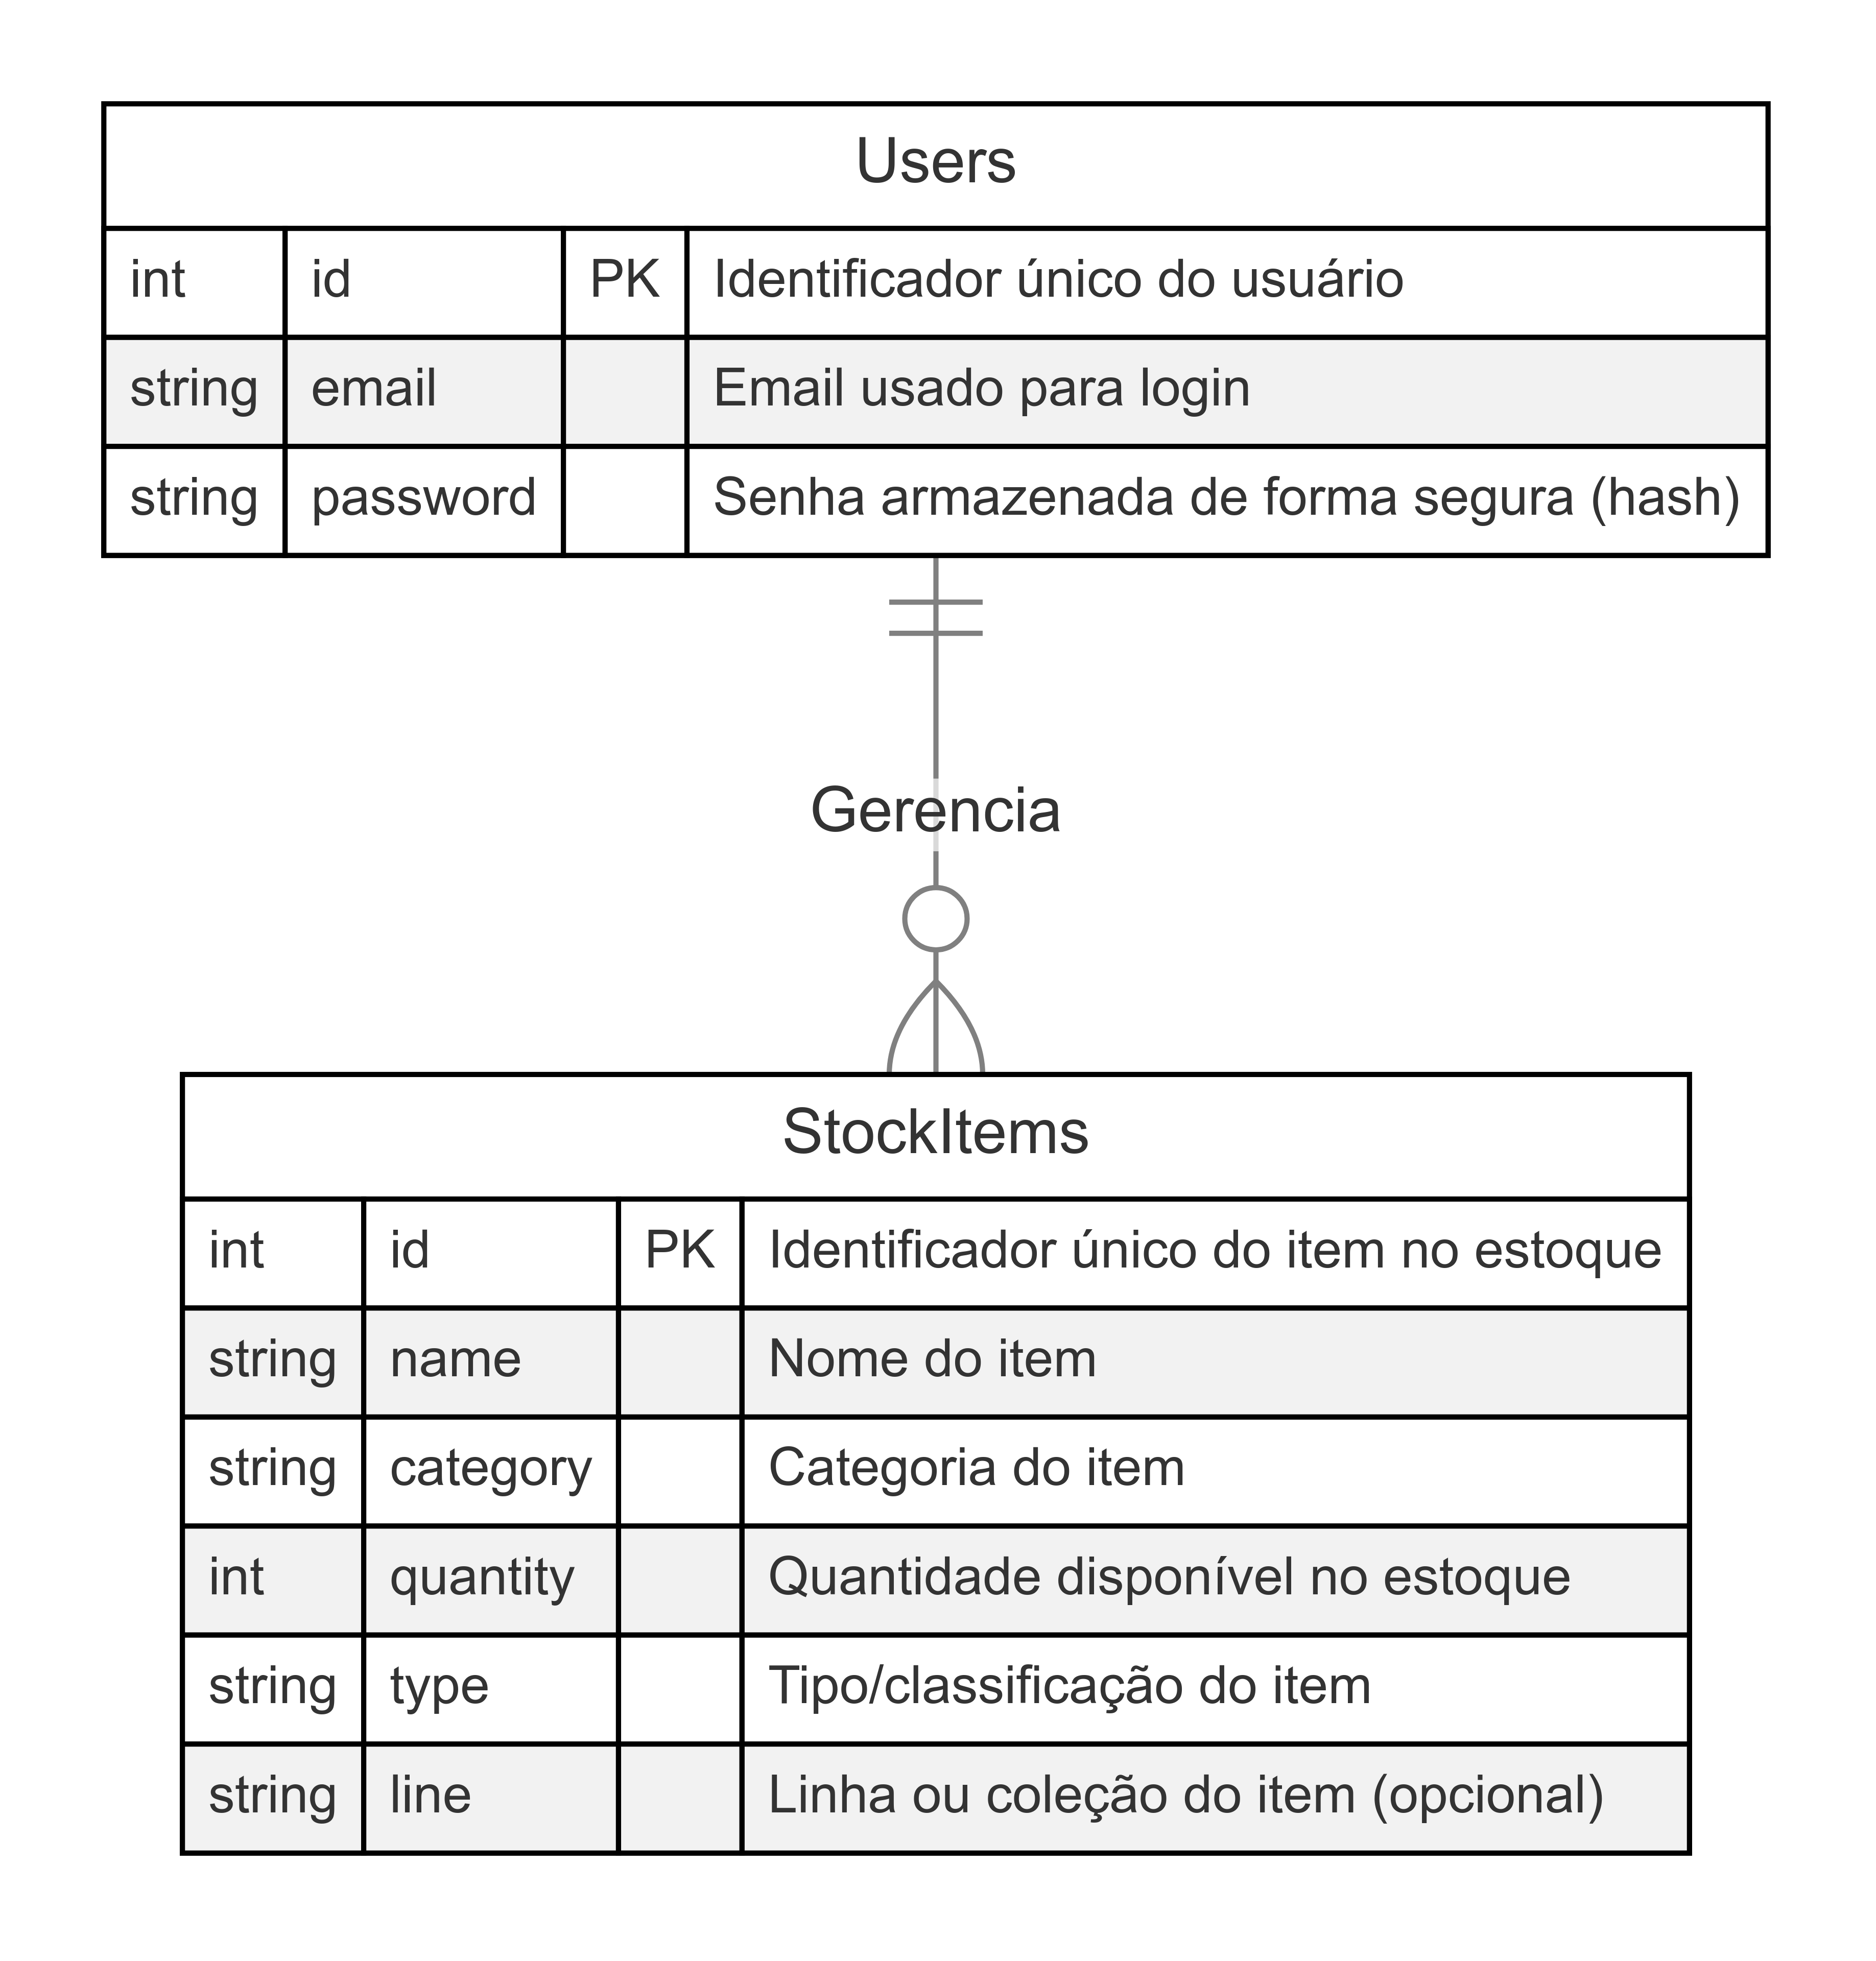 Users
int id PK Identificador único do usuário
string email Email usado para login
string password Senha armazenada de forma segura (hash)
Gerencia
StockItems
int id PK Identificador único do item no estoque
string name Nome do item
string category Categoria do item
int quantity Quantidade disponível no estoque
string type Tipo/classificação do item
string line Linha ou coleção do item (opcional)